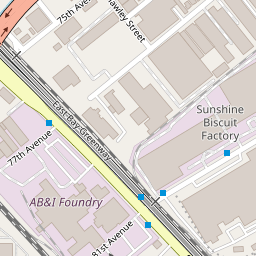 75th Avenue
Hawley Street
East Bay Greenway
Sunshine
Biscuit
Factory
77th Avenue
AB&I Foundry
81st Avenue